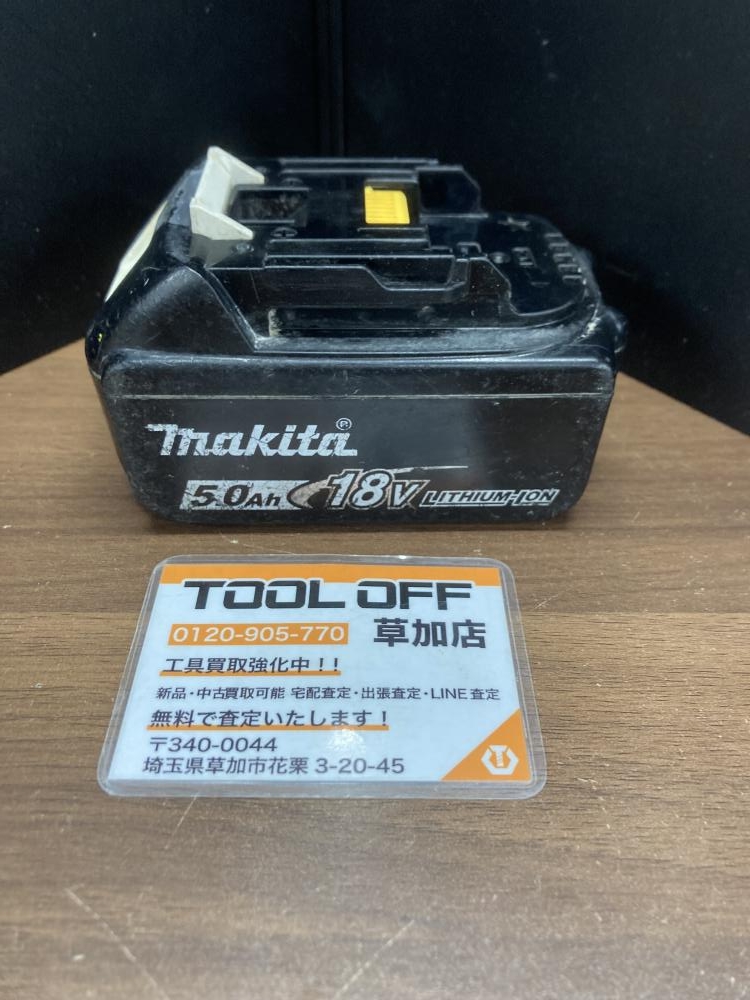 makita®
5.0Ah 18V LITHIUM-ION
TOOL OFF
0120-905-770 草加店
工具買取強化中！！
新品・中古買取可能 宅配査定・出張査定・LINE査定
無料で査定いたします！
〒340-0044
埼玉県草加市花栗 3-20-45